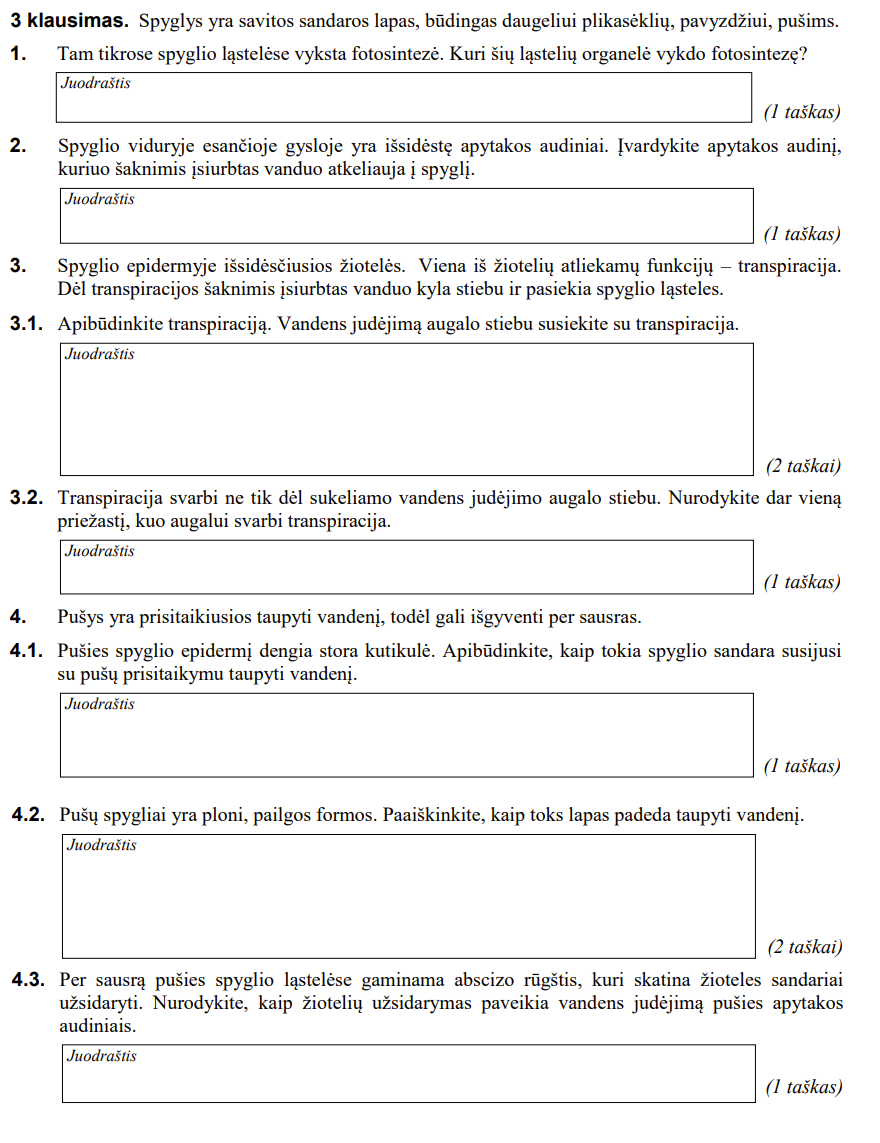 3 klausimas. Spyglys yra savitos sandaros lapas, būdingas daugeliui plikasėklių, pavyzdžiui, pušims.
1. Tam tikrose spyglio ląstelėse vyksta fotosintezė. Kuri šių ląstelių organelė vykdo fotosintezę?
Juodraštis
(1 taškas)
2. Spyglio viduryje esančioje gysloje yra išsidėstę apytakos audiniai. Įvardykite apytakos audinį,
kuriuo šaknimis įsiurbtas vanduo atkeliauja į spyglį.
Juodraštis
(1 taškas)
3. Spyglio epidermyje išsidėsčiusios žiotelės. Viena iš žiotelių atliekamų funkcijų – transpiracija.
Dėl transpiracijos šaknimis įsiurbtas vanduo kyla stiebu ir pasiekia spyglio ląsteles.
3.1. Apibūdinkite transpiraciją. Vandens judėjimą augalo stiebu susiekite su transpiracija.
Juodraštis
(2 taškai)
3.2. Transpiracija svarbi ne tik dėl sukeliamo vandens judėjimo augalo stiebu. Nurodykite dar vieną
priežastį, kuo augalui svarbi transpiracija.
Juodraštis
(1 taškas)
4. Pušys yra prisitaikiusios taupyti vandenį, todėl gali išgyventi per sausras.
4.1. Pušies spyglio epidermį dengia stora kutikulė. Apibūdinkite, kaip tokia spyglio sandara susijusi
su pušų prisitaikymu taupyti vandenį.
Juodraštis
(1 taškas)
4.2. Pušų spygliai yra ploni, pailgos formos. Paaiškinkite, kaip toks lapas padeda taupyti vandenį.
Juodraštis
(2 taškai)
4.3. Per sausrą pušies spyglio ląstelėse gaminama abscizo rūgštis, kuri skatina žioteles sandariai
užsidaryti. Nurodykite, kaip žiotelių užsidarymas paveikia vandens judėjimą pušies apytakos
audiniais.
Juodraštis
(1 taškas)